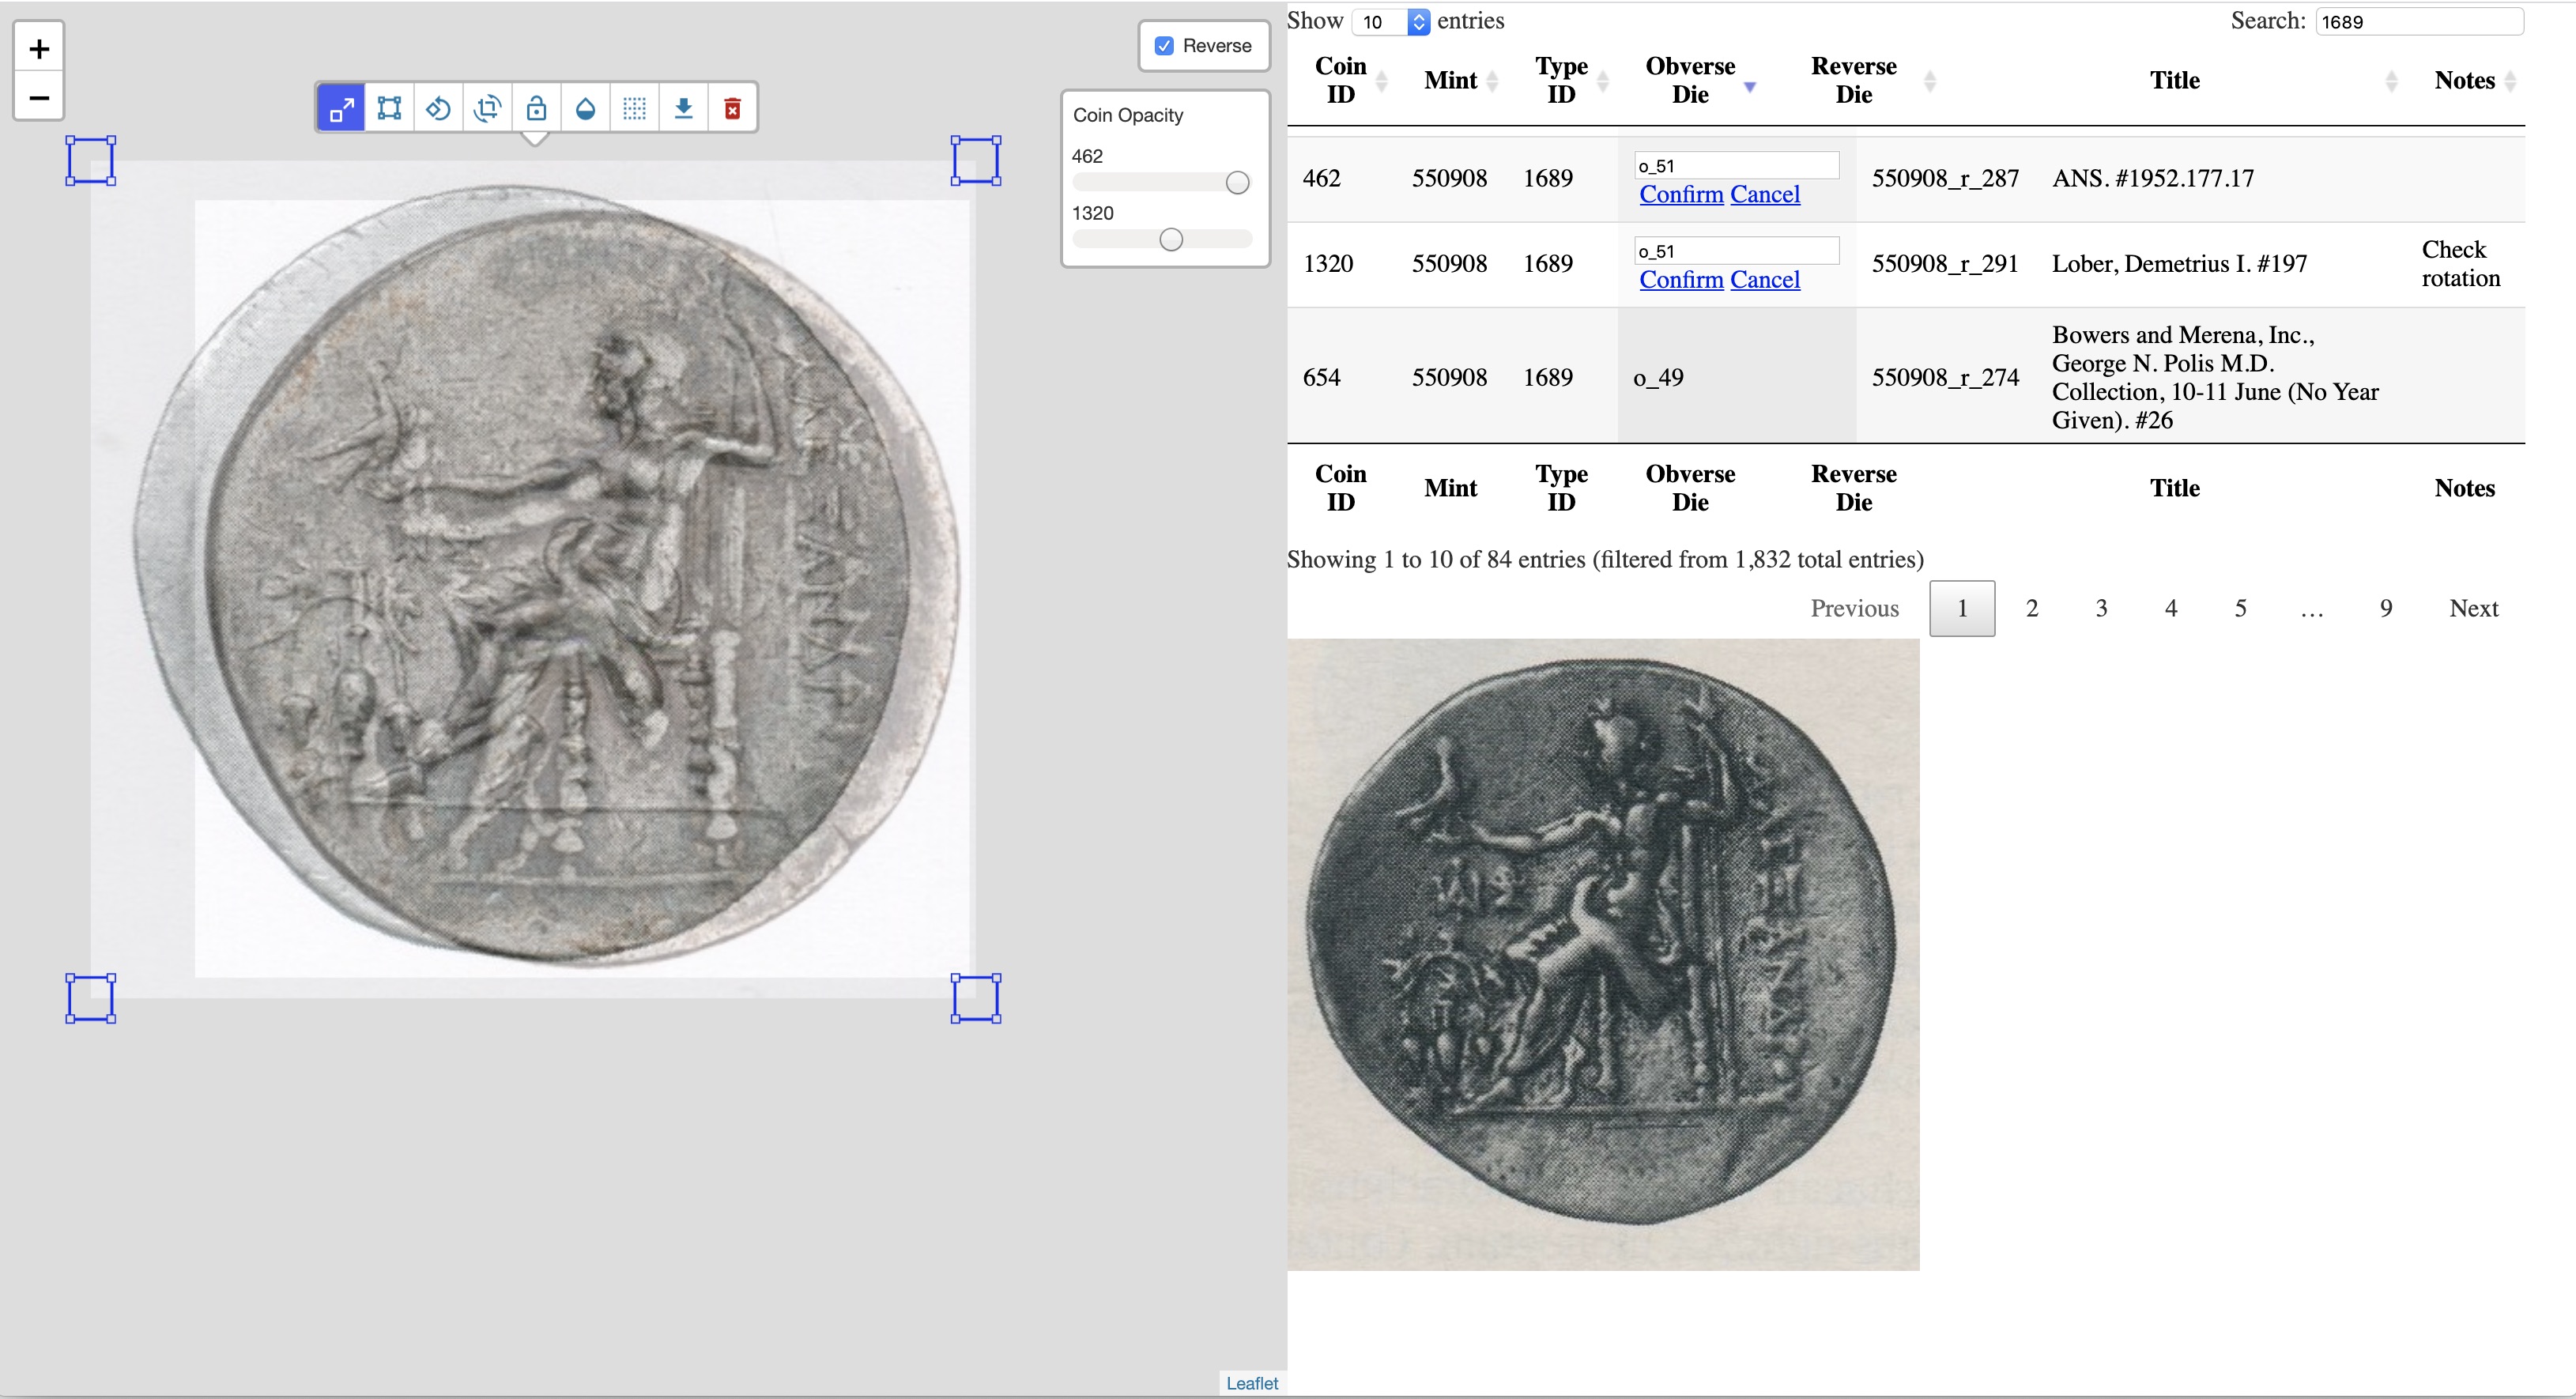 +
−
Reverse
Coin Opacity
462
1320
Leaflet
Show 10 entries
Search: 1689
Coin ID Mint Type ID Obverse Die Reverse Die Title Notes
462 550908 1689 o_51 Confirm Cancel 550908_r_287 ANS. #1952.177.17
1320 550908 1689 o_51 Confirm Cancel 550908_r_291 Lober, Demetrius I. #197 Check rotation
654 550908 1689 o_49 550908_r_274 Bowers and Merena, Inc., George N. Polis M.D. Collection, 10-11 June (No Year Given). #26
Coin ID Mint Type ID Obverse Die Reverse Die Title Notes
Showing 1 to 10 of 84 entries (filtered from 1,832 total entries)
Previous 1 2 3 4 5 … 9 Next